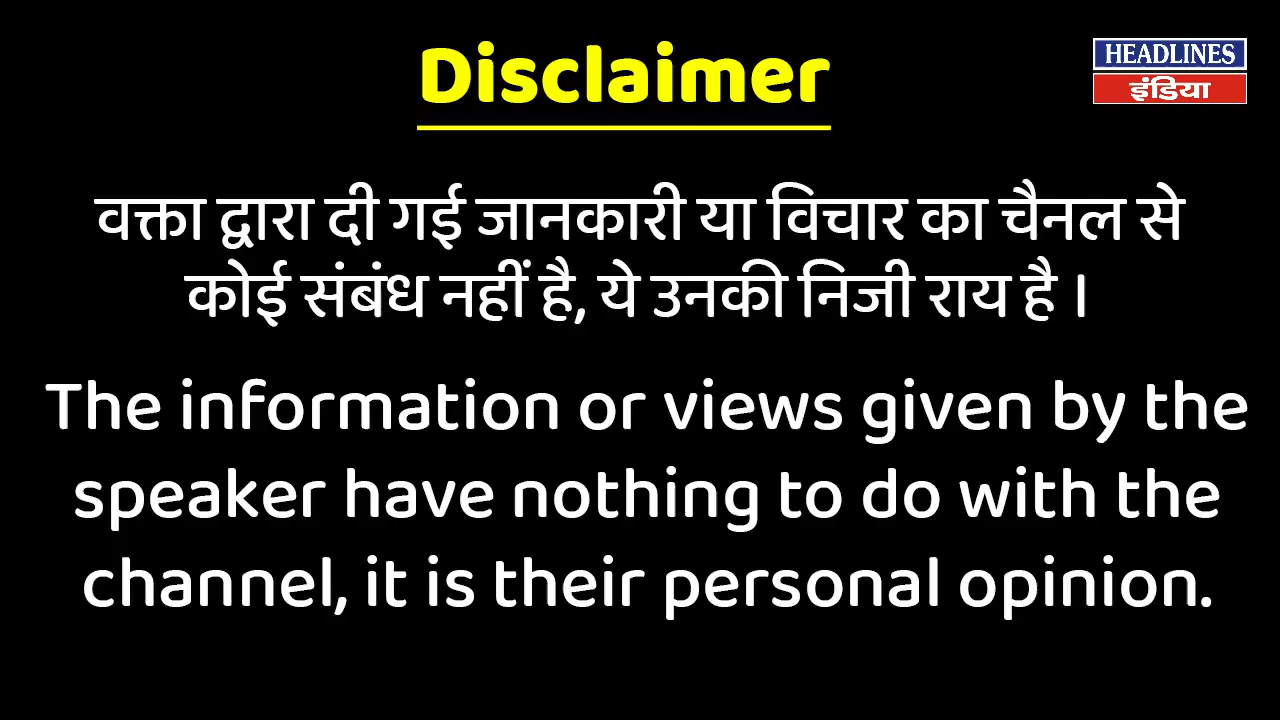 Disclaimer
HEADLINES
इंडिया
वक्ता द्वारा दी गई जानकारी या विचार का चैनल से
कोई संबंध नहीं है, ये उनकी निजी राय है ।
The information or views given by the
speaker have nothing to do with the
channel, it is their personal opinion.